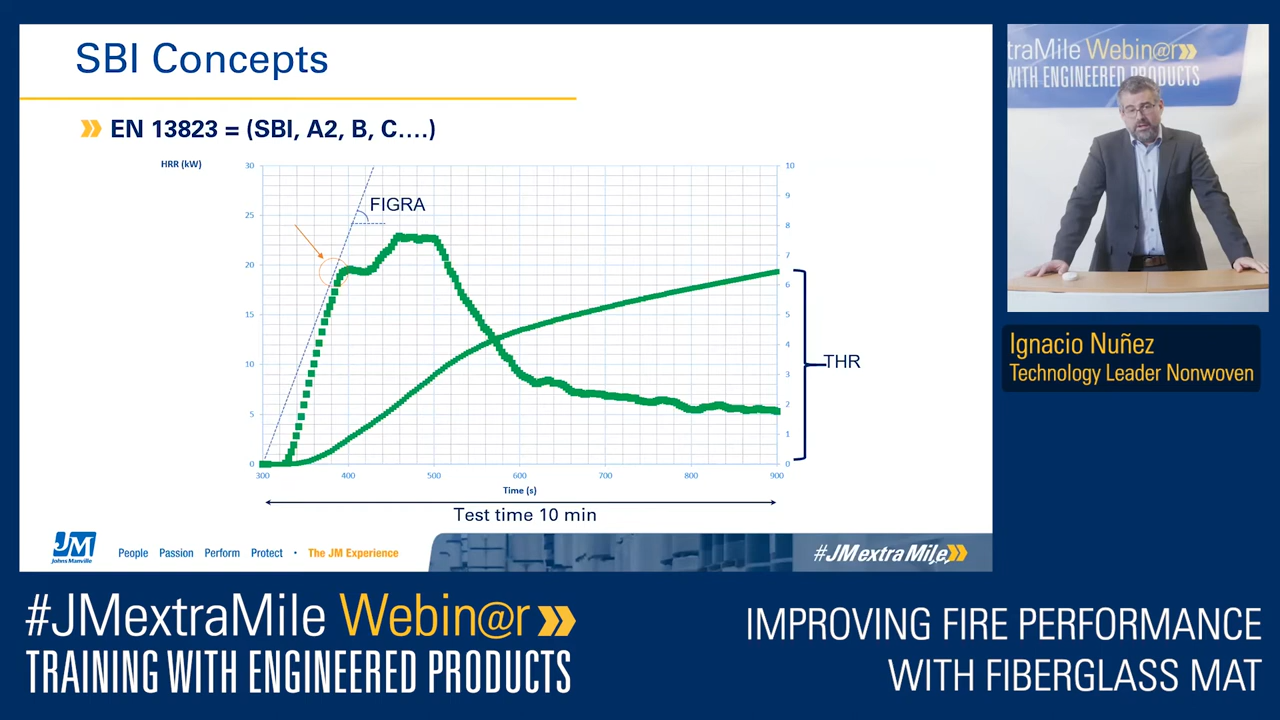 SBI Concepts
EN 13823 = (SBI, A2, B, C....)
HRR (kW)
30
25
20
15
10
5
0
10
9
8
7
6
5
4
3
2
1
0
FIGRA
THR
300 400 500 600 700 800 900
Time (s)
Test time 10 min
JM
Johns Manville
People Passion Perform Protect • The JM Experience
#JMextraMile
traMile Webin@r
WITH ENGINEERED PRODUCTS
Ignacio Nuñez
Technology Leader Nonwoven
#JMextraMile Webin@r
TRAINING WITH ENGINEERED PRODUCTS
IMPROVING FIRE PERFORMANCE
WITH FIBERGLASS MAT